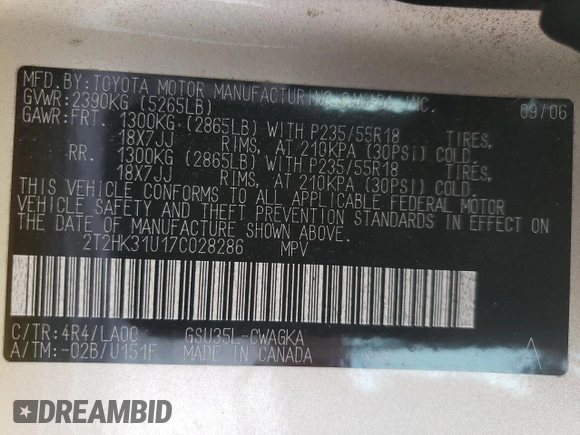 MFD. BY: TOYOTA MOTOR MANUFACTURING CANADA INC.
GVWR: 2390KG (5265LB) 09/06
GAWR: FRT. 1300KG (2865LB) WITH P235/55R18 TIRES,
18X7JJ RIMS, AT 210KPA (30PSI) COLD.
RR. 1300KG (2865LB) WITH P235/55R18 TIRES,
18X7JJ RIMS, AT 210KPA (30PSI) COLD.
THIS VEHICLE CONFORMS TO ALL APPLICABLE FEDERAL MOTOR
VEHICLE SAFETY AND THEFT PREVENTION STANDARDS IN EFFECT ON
THE DATE OF MANUFACTURE SHOWN ABOVE.
2T2HK31U17C028286 MPV
C/TR: 4R4/LA00 GSU35L-CWAGKA
A/TM: -02B/U151F MADE IN CANADA A
DREAMBID